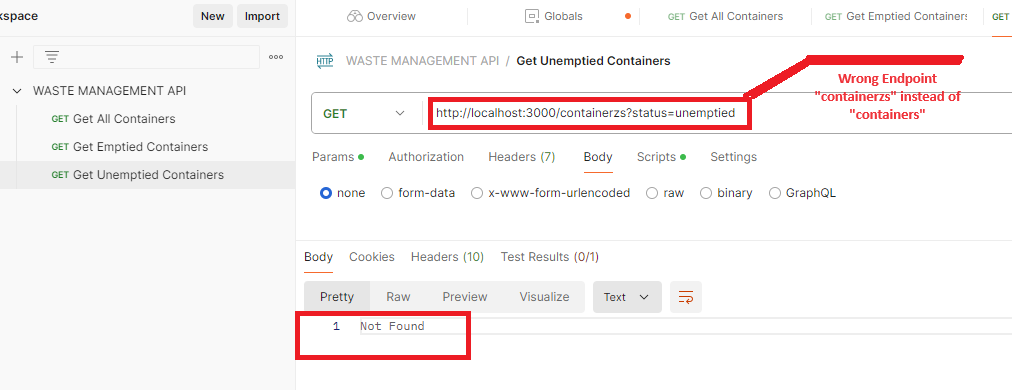 kspace
New
Import
Overview
Globals
GET Get All Containers
GET Get Emptied Containers
GET
HTTP
WASTE MANAGEMENT API / Get Unemptied Containers
WASTE MANAGEMENT API
GET Get All Containers
GET Get Emptied Containers
GET Get Unemptied Containers
Wrong Endpoint
"containerzs" instead of
"containers"
GET
http://localhost:3000/containerzs?status=unemptied
Params
Authorization
Headers (7)
Body
Scripts
Settings
none
form-data
x-www-form-urlencoded
raw
binary
GraphQL
Body
Cookies
Headers (10)
Test Results (0/1)
Pretty
Raw
Preview
Visualize
Text
1 Not Found